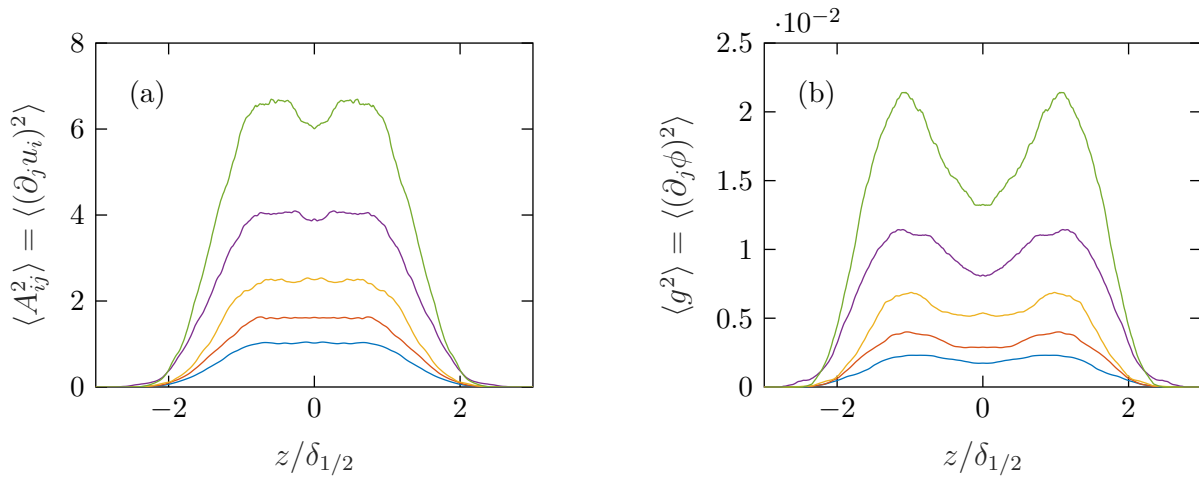 (a)
⟨A²ᵢⱼ⟩ = ⟨(∂ⱼuᵢ)²⟩
8
6
4
2
0
−2 0 2
z/δ₁/₂
·10⁻²
(b)
⟨g²⟩ = ⟨(∂ⱼϕ)²⟩
2.5
2
1.5
1
0.5
0
−2 0 2
z/δ₁/₂